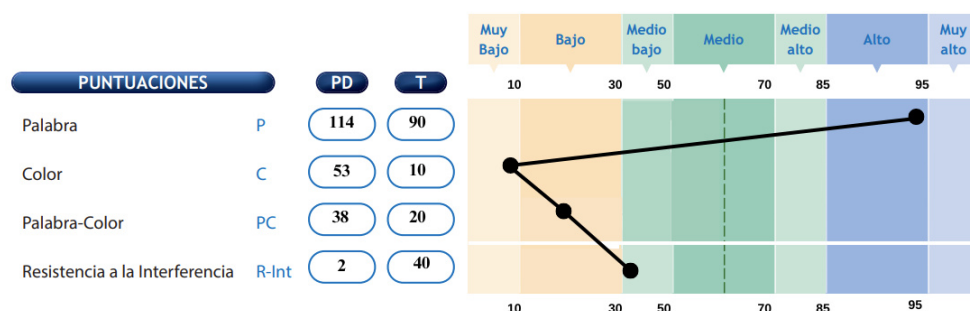 Muy Bajo
Bajo
Medio bajo
Medio
Medio alto
Alto
Muy alto
10 30 50 70 85 95
PUNTUACIONES PD T
Palabra P 114 90
Color C 53 10
Palabra-Color PC 38 20
Resistencia a la Interferencia R-Int 2 40
10 30 50 70 85 95